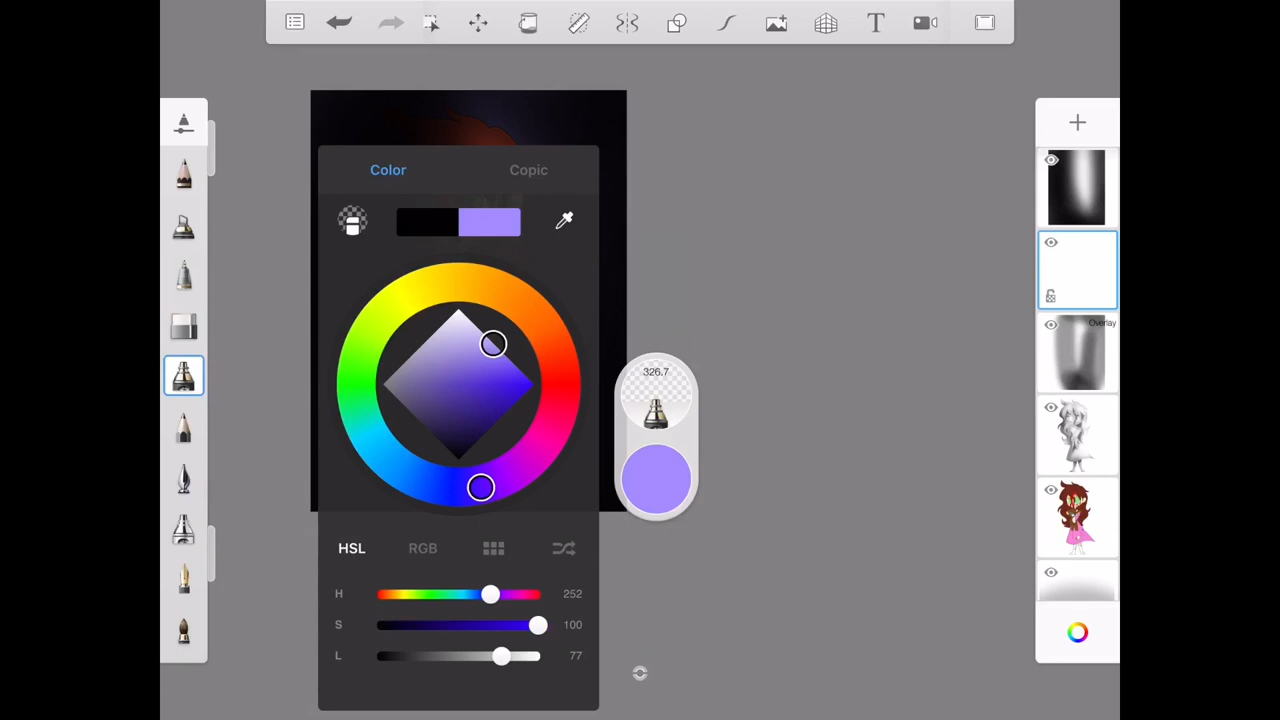 T
Color Copic
326.7
Overlay
HSL RGB
H 252
S 100
L 77